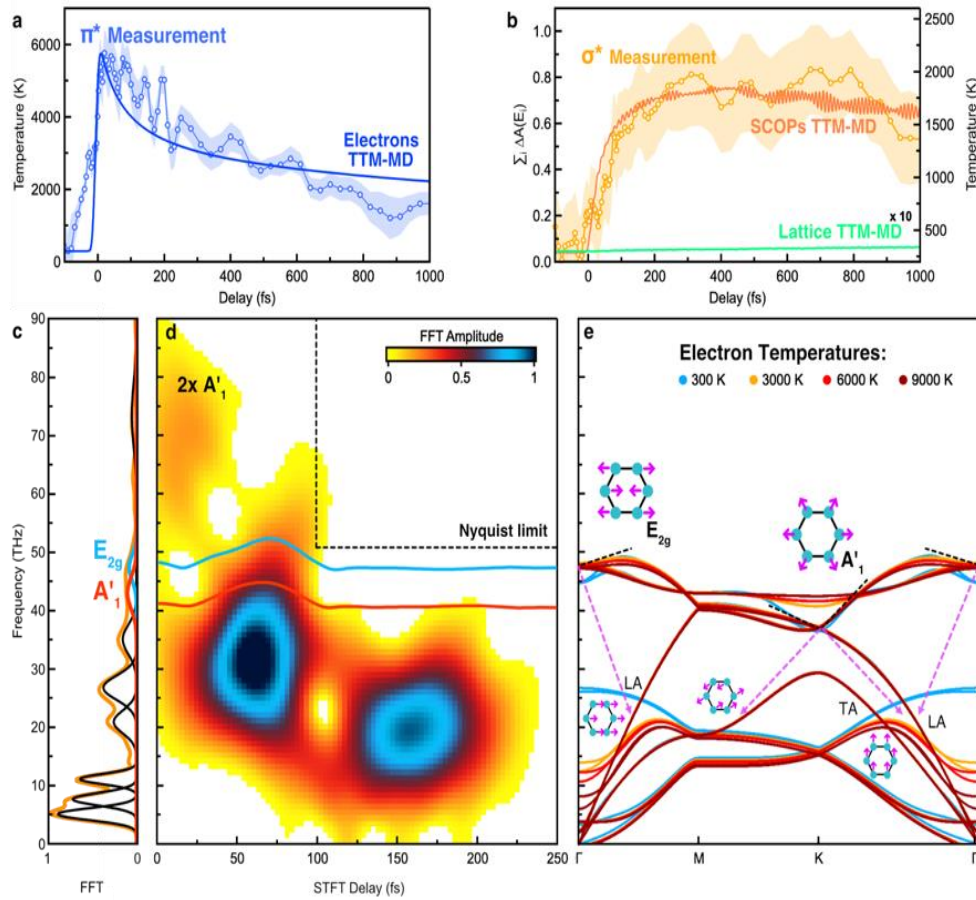 a
π* Measurement
Electrons
TTM-MD
Temperature (K)
6000
4000
2000
0
0
200
400
600
800
1000
Delay (fs)
b
σ* Measurement
SCOPs TTM-MD
x 10
Lattice TTM-MD
Σi ΔA(Ei)
1.0
0.8
0.6
0.4
0.2
0.0
2500
2000
1500
1000
500
Temperature (K)
0
200
400
600
800
1000
Delay (fs)
c
90
80
70
60
50
40
30
20
10
0
Frequency (THz)
E2g
A'1
1
0
FFT
d
FFT Amplitude
0
0.5
1
2x A'1
Nyquist limit
0
50
100
150
200
250
STFT Delay (fs)
e
Electron Temperatures:
300 K
3000 K
6000 K
9000 K
E2g
A'1
LA
TA
LA
Γ
M
K
Γ